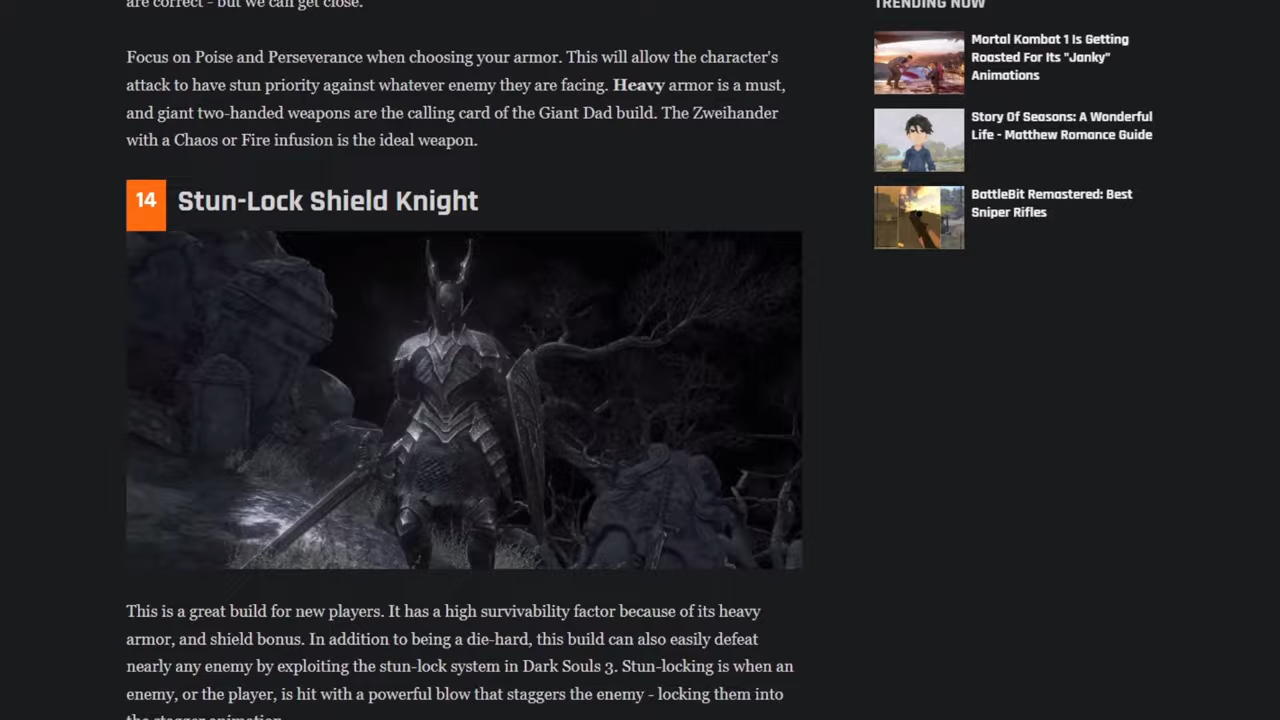 are correct - but we can get close.
Focus on Poise and Perseverance when choosing your armor. This will allow the character's
attack to have stun priority against whatever enemy they are facing. Heavy armor is a must,
and giant two-handed weapons are the calling card of the Giant Dad build. The Zweihander
with a Chaos or Fire infusion is the ideal weapon.
14 Stun-Lock Shield Knight
This is a great build for new players. It has a high survivability factor because of its heavy
armor, and shield bonus. In addition to being a die-hard, this build can also easily defeat
nearly any enemy by exploiting the stun-lock system in Dark Souls 3. Stun-locking is when an
enemy, or the player, is hit with a powerful blow that staggers the enemy - locking them into
the stagger animation.
TRENDING NOW
Mortal Kombat 1 Is Getting
Roasted For Its "Janky"
Animations
Story Of Seasons: A Wonderful
Life - Matthew Romance Guide
BattleBit Remastered: Best
Sniper Rifles